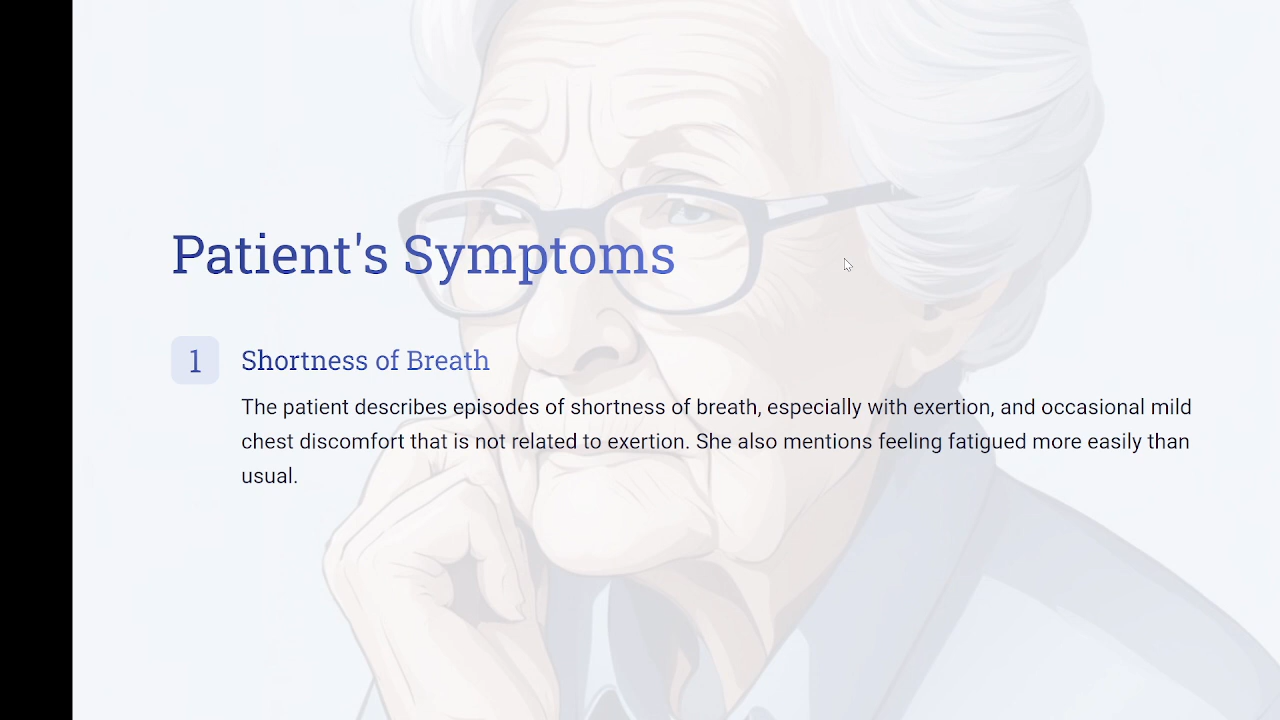 Patient's Symptoms
1
Shortness of Breath
The patient describes episodes of shortness of breath, especially with exertion, and occasional mild
chest discomfort that is not related to exertion. She also mentions feeling fatigued more easily than
usual.